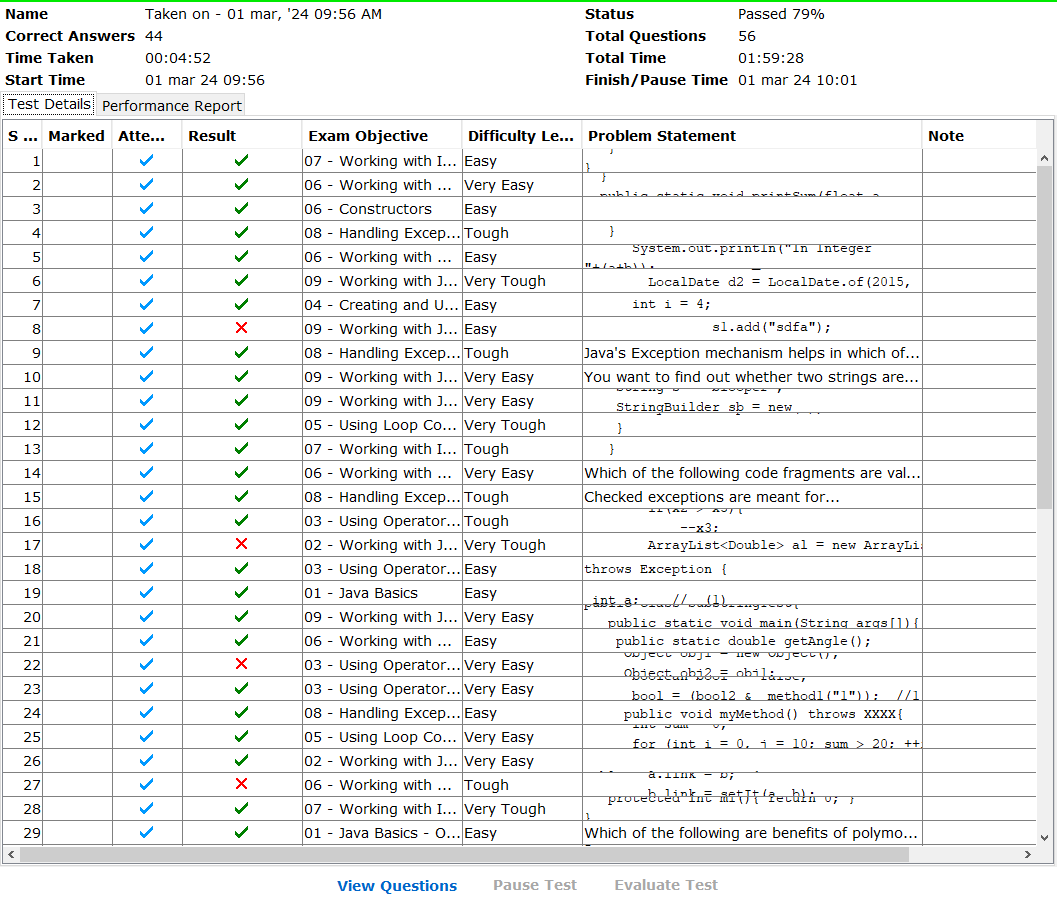 Name Taken on - 01 mar, '24 09:56 AM Status Passed 79%
Correct Answers 44 Total Questions 56
Time Taken 00:04:52 Total Time 01:59:28
Start Time 01 mar 24 09:56 Finish/Pause Time 01 mar 24 10:01
Test Details Performance Report
S ... Marked Atte... Result Exam Objective Difficulty Le... Problem Statement Note
1 07 - Working with I... Easy }
2 06 - Working with ... Very Easy } public static void printSum(float a
3 06 - Constructors Easy
4 08 - Handling Excep... Tough }
5 06 - Working with ... Easy System.out.println("In Integer "+(a+b));
6 09 - Working with J... Very Tough LocalDate d2 = LocalDate.of(2015,
7 04 - Creating and U... Easy int i = 4;
8 09 - Working with J... Easy sl.add("sdfa");
9 08 - Handling Excep... Tough Java's Exception mechanism helps in which of...
10 09 - Working with J... Very Easy You want to find out whether two strings are...
11 09 - Working with J... Very Easy StringBuilder sb = new
12 05 - Using Loop Co... Very Tough }
13 07 - Working with I... Tough }
14 06 - Working with ... Very Easy Which of the following code fragments are val...
15 08 - Handling Excep... Tough Checked exceptions are meant for...
16 03 - Using Operator... Tough if(x2 > x3){ --x3;
17 02 - Working with J... Very Tough ArrayList<Double> al = new ArrayLi
18 03 - Using Operator... Easy throws Exception {
19 01 - Java Basics Easy int a; // (1)
20 09 - Working with J... Very Easy public static void main(String args[]){
21 06 - Working with ... Easy public static double getAngle();
22 03 - Using Operator... Very Easy Object obj1 = new Object(); Object obj2 = obj1;
23 03 - Using Operator... Very Easy bool = (bool2 & method1("1")); //1
24 08 - Handling Excep... Easy public void myMethod() throws XXXX{
25 05 - Using Loop Co... Very Easy int sum = 0; for (int i = 0, j = 10; sum > 20; ++
26 02 - Working with J... Very Easy
27 06 - Working with ... Tough a.link = b; b.link = setIt(a, b);
28 07 - Working with I... Very Tough protected int m1(){ return 0; } }
29 01 - Java Basics - O... Easy Which of the following are benefits of polymo...
View Questions Pause Test Evaluate Test